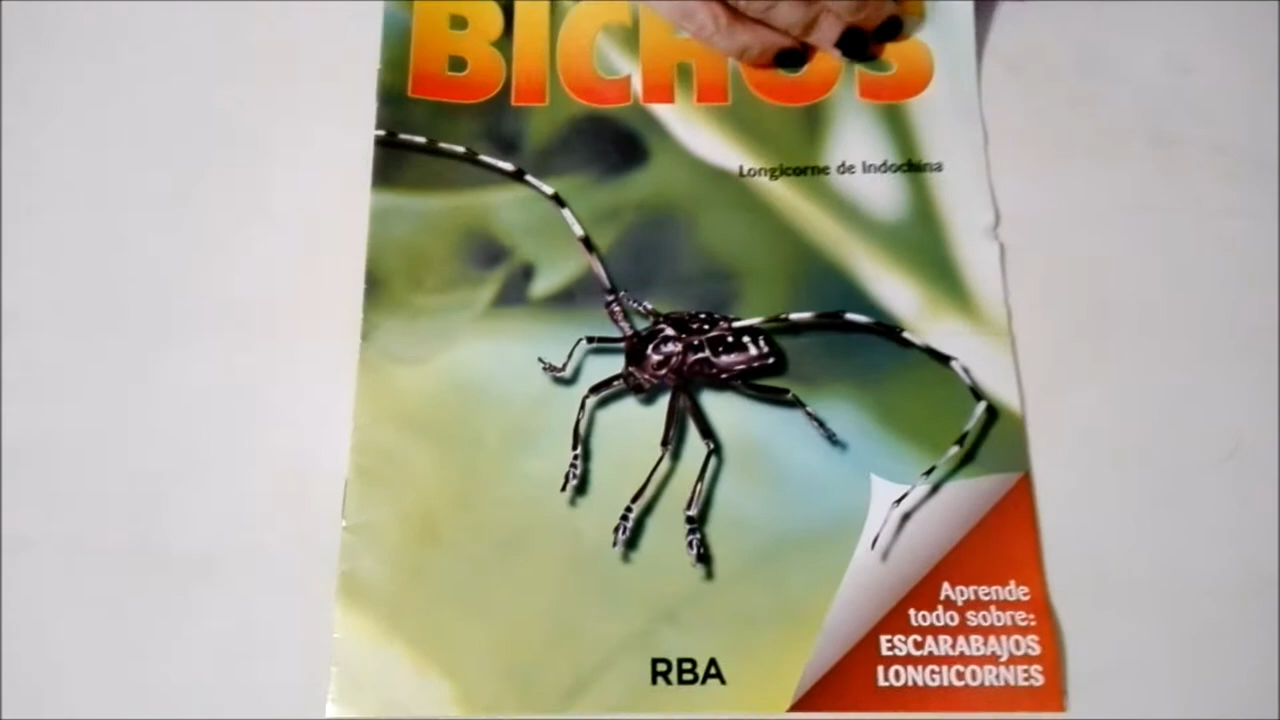 BICHOS
Longicorne de Indochina
Aprende
todo sobre:
ESCARABAJOS
LONGICORNES
RBA